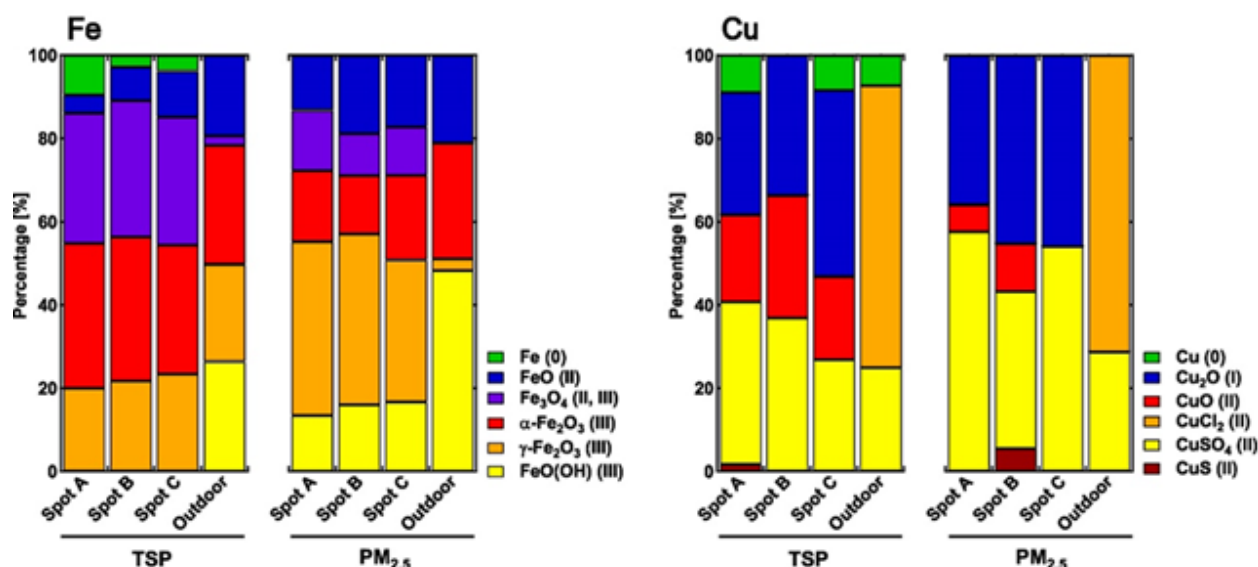 Fe
Percentage [%]
100
80
60
40
20
0
Spot A
Spot B
Spot C
Outdoor
TSP
Spot A
Spot B
Spot C
Outdoor
PM2.5
Fe (0)
FeO (II)
Fe3O4 (II, III)
α-Fe2O3 (III)
γ-Fe2O3 (III)
FeO(OH) (III)
Cu
Percentage [%]
100
80
60
40
20
0
Spot A
Spot B
Spot C
Outdoor
TSP
Spot A
Spot B
Spot C
Outdoor
PM2.5
Cu (0)
Cu2O (I)
CuO (II)
CuCl2 (II)
CuSO4 (II)
CuS (II)